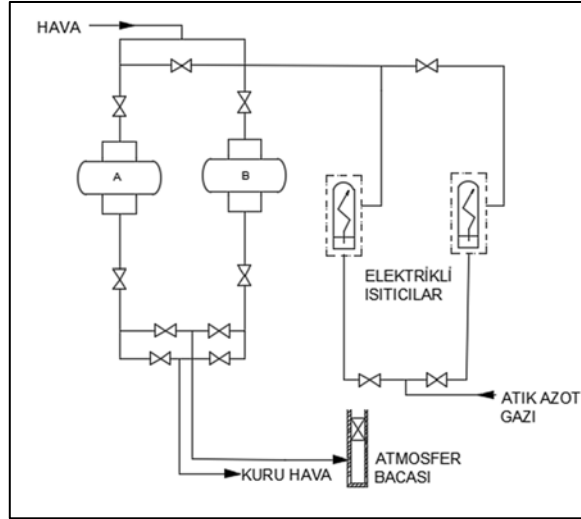 HAVA
A
B
ELEKTRİKLİ
ISITICILAR
ATIK AZOT
GAZI
ATMOSFER
BACASI
KURU HAVA